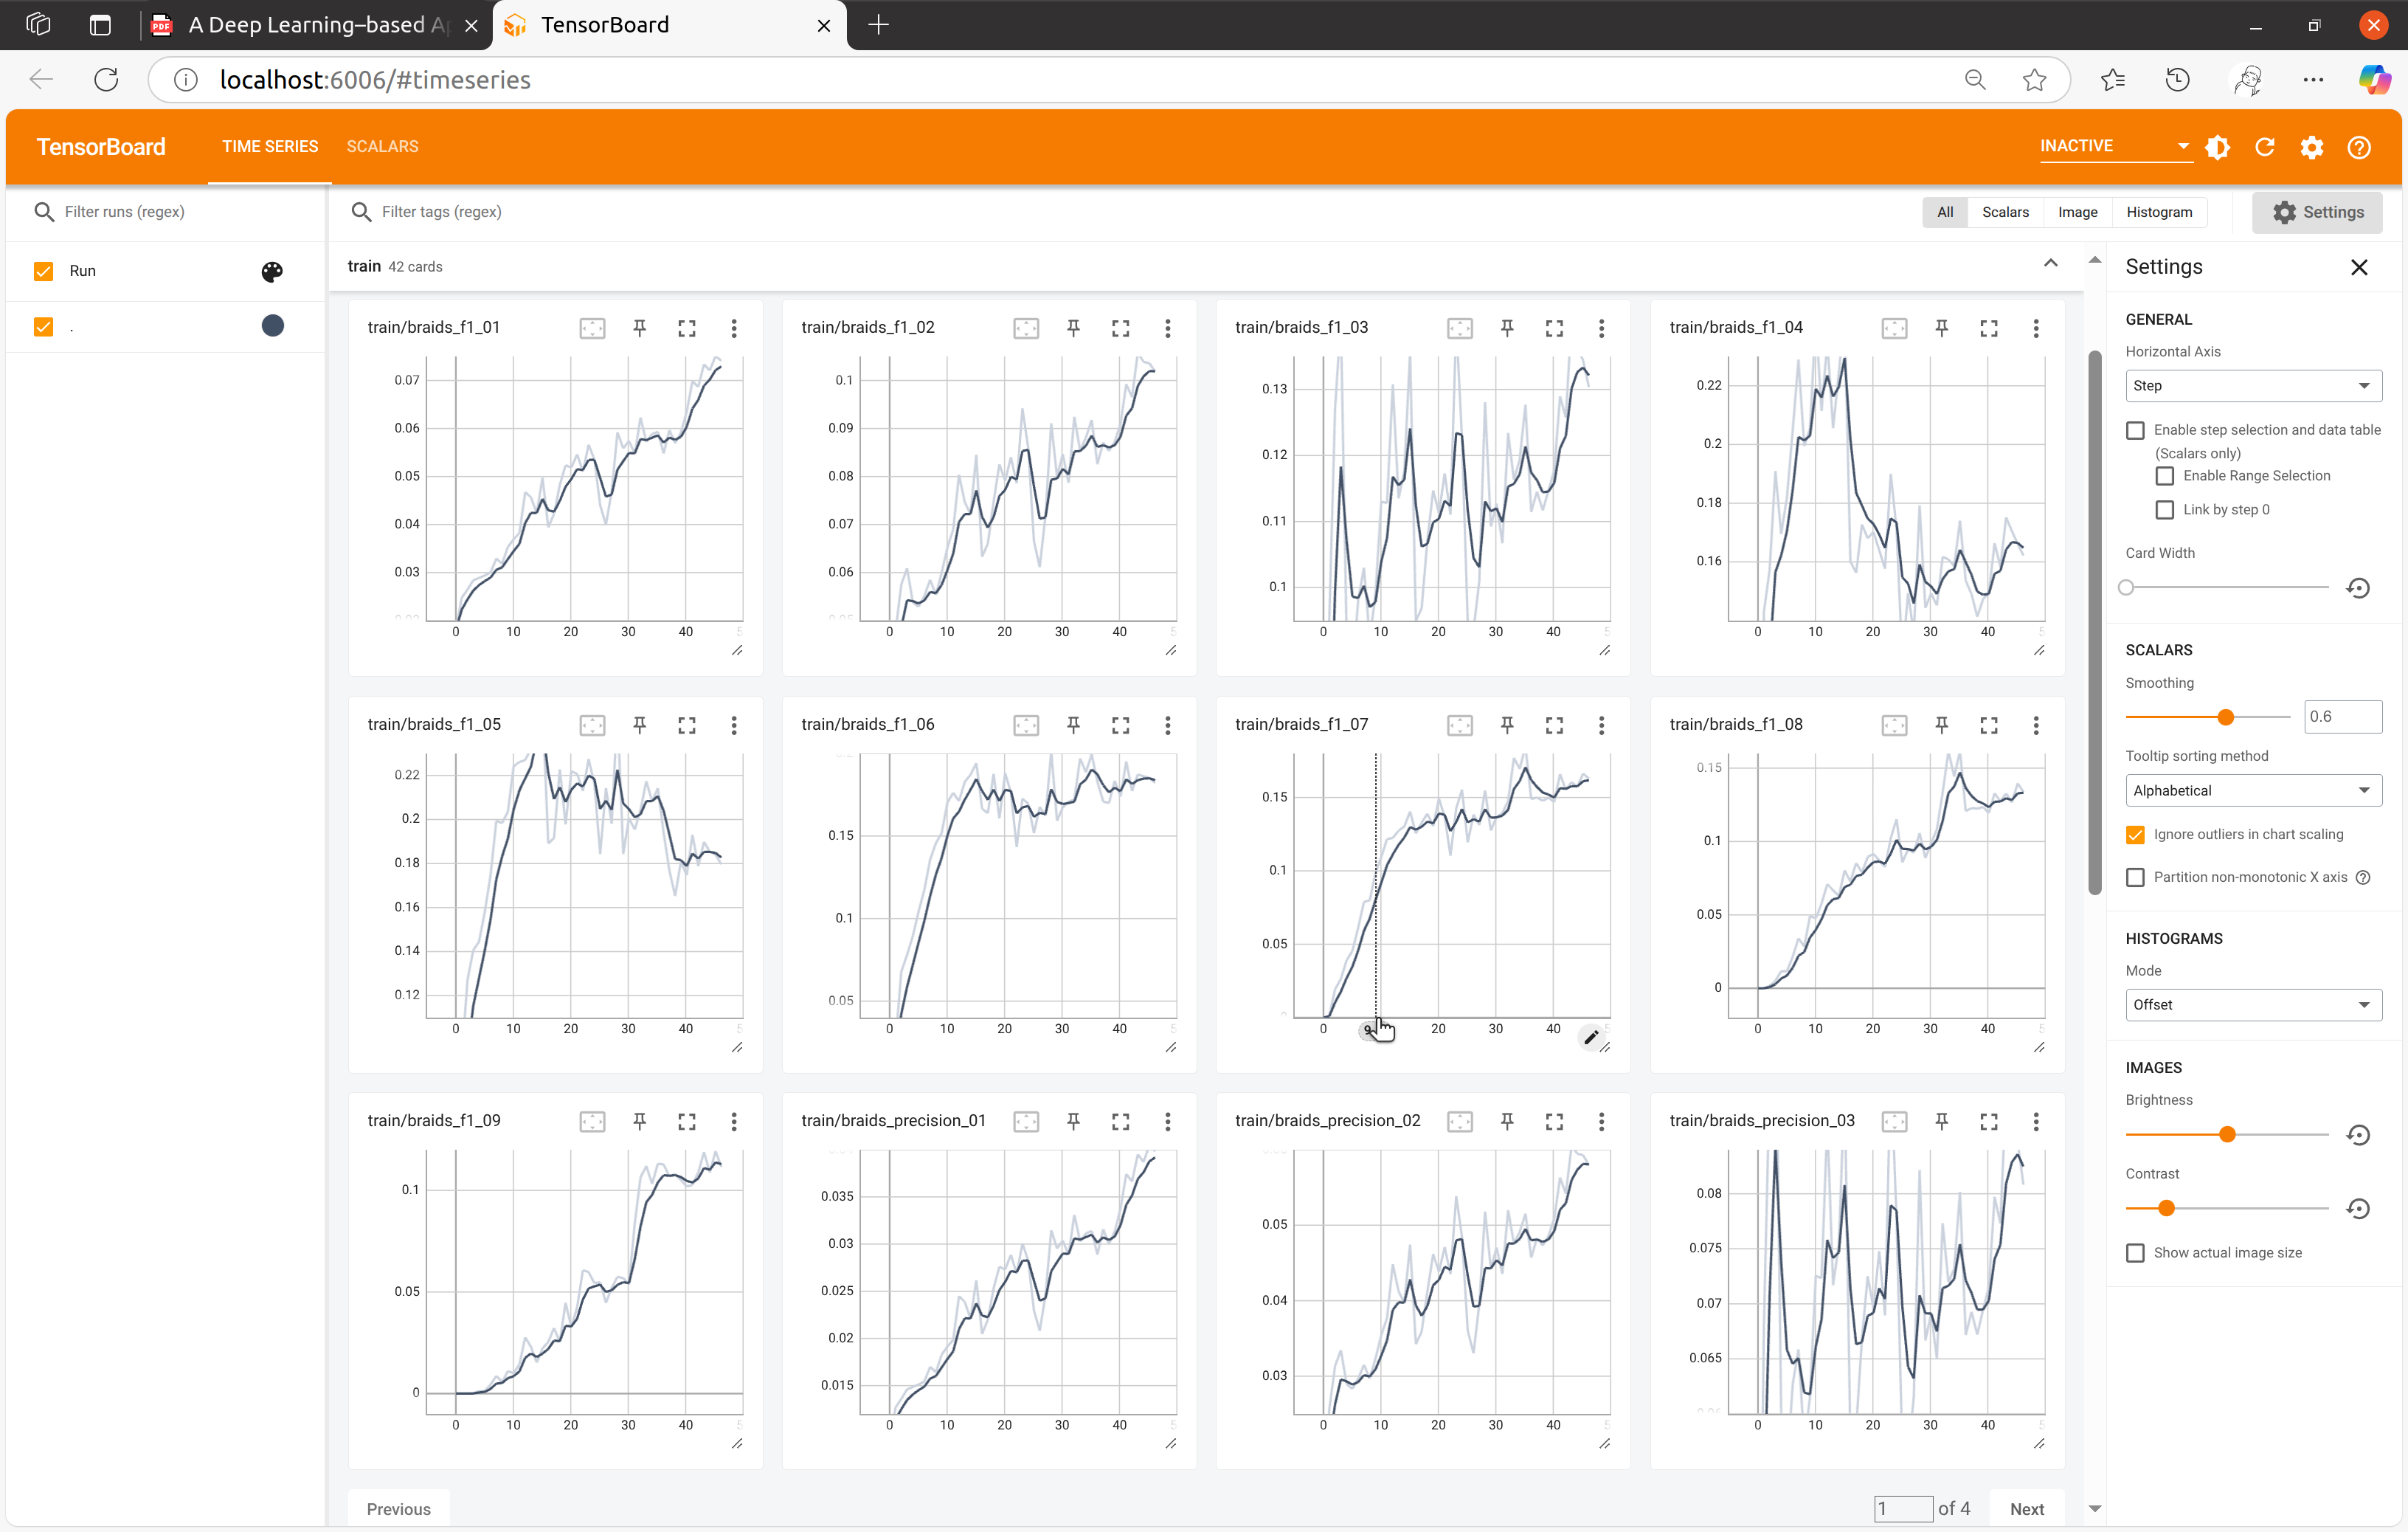 A Deep Learning–based Ap
TensorBoard
localhost:6006/#timeseries
TensorBoard
TIME SERIES
SCALARS
INACTIVE
Filter runs (regex)
Filter tags (regex)
All
Scalars
Image
Histogram
Settings
Run
.
train 42 cards
train/braids_f1_01
0.07
0.06
0.05
0.04
0.03
0 10 20 30 40 5
train/braids_f1_02
0.1
0.09
0.08
0.07
0.06
0 10 20 30 40 5
train/braids_f1_03
0.13
0.12
0.11
0.1
0 10 20 30 40 5
train/braids_f1_04
0.22
0.2
0.18
0.16
0 10 20 30 40 5
train/braids_f1_05
0.22
0.2
0.18
0.16
0.14
0.12
0 10 20 30 40 5
train/braids_f1_06
0.15
0.1
0.05
0 10 20 30 40 5
train/braids_f1_07
0.15
0.1
0.05
0 9 20 30 40
train/braids_f1_08
0.15
0.1
0.05
0
0 10 20 30 40 5
train/braids_f1_09
0.1
0.05
0
0 10 20 30 40 5
train/braids_precision_01
0.035
0.03
0.025
0.02
0.015
0 10 20 30 40 5
train/braids_precision_02
0.05
0.04
0.03
0 10 20 30 40 5
train/braids_precision_03
0.08
0.075
0.07
0.065
0 10 20 30 40 5
Previous
1 of 4
Next
Settings
GENERAL
Horizontal Axis
Step
Enable step selection and data table
(Scalars only)
Enable Range Selection
Link by step 0
Card Width
SCALARS
Smoothing
0.6
Tooltip sorting method
Alphabetical
Ignore outliers in chart scaling
Partition non-monotonic X axis
HISTOGRAMS
Mode
Offset
IMAGES
Brightness
Contrast
Show actual image size